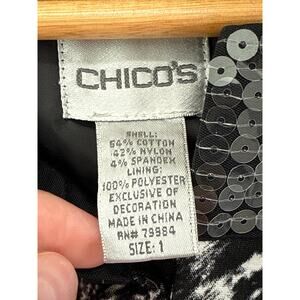 CHICO'S
SHELL:
54% COTTON
42% NYLON
4% SPANDEX
LINING:
100% POLYESTER
EXCLUSIVE OF
DECORATION
MADE IN CHINA
RN# 79984
SIZE: 1